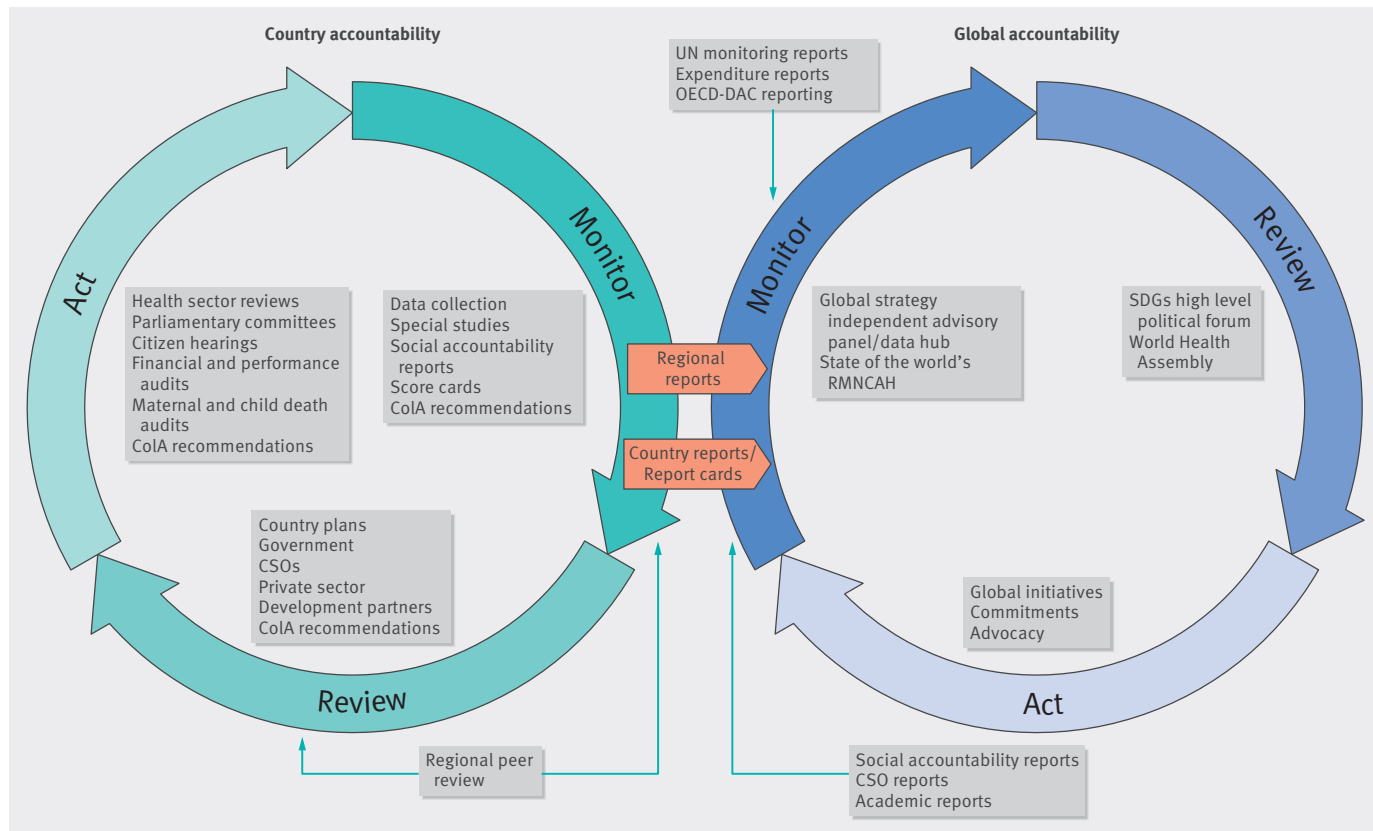 Country accountability
Global accountability
UN monitoring reports
Expenditure reports
OECD-DAC reporting
Act
Monitor
Monitor
Review
Health sector reviews
Parliamentary committees
Citizen hearings
Financial and performance
audits
Maternal and child death
audits
CoIA recommendations
Data collection
Special studies
Social accountability
reports
Score cards
CoIA recommendations
Regional
reports
Country reports/
Report cards
Global strategy
independent advisory
panel/data hub
State of the world's
RMNCAH
SDGs high level
political forum
World Health
Assembly
Country plans
Government
CSOs
Private sector
Development partners
CoIA recommendations
Global initiatives
Commitments
Advocacy
Review
Act
Regional peer
review
Social accountability reports
CSO reports
Academic reports